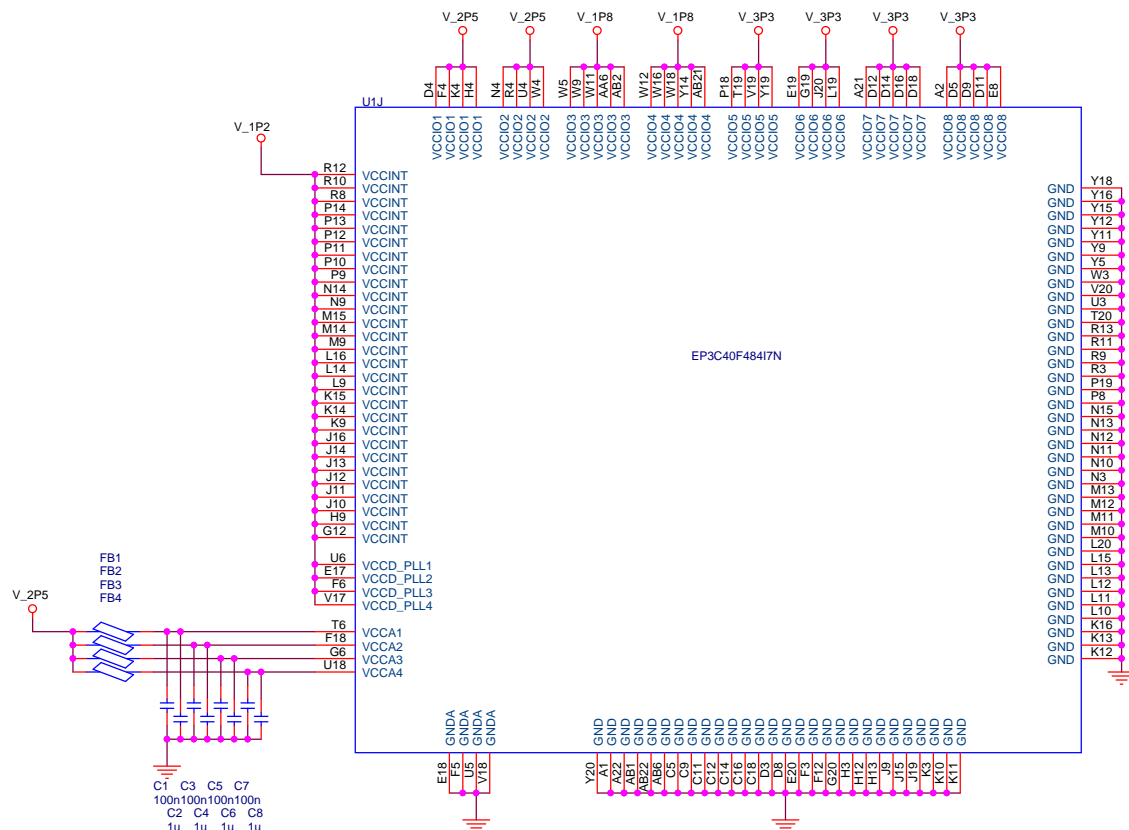 V_2P5 V_2P5 V_1P8 V_1P8 V_3P3 V_3P3 V_3P3 V_3P3
D4 F4 K4 H4 N4 R4 U4 W4 W5 W9 W11 AA6 AB2 W12 W16 W18 Y14 AB21 P18 T19 V19 Y19 E19 G19 J20 L19 A21 D12 D14 D16 D18 A2 D5 D9 D11 E8
U1J
VCCIO1 VCCIO1 VCCIO1 VCCIO1 VCCIO2 VCCIO2 VCCIO2 VCCIO2 VCCIO3 VCCIO3 VCCIO3 VCCIO3 VCCIO3 VCCIO4 VCCIO4 VCCIO4 VCCIO4 VCCIO4 VCCIO5 VCCIO5 VCCIO5 VCCIO5 VCCIO6 VCCIO6 VCCIO6 VCCIO6 VCCIO7 VCCIO7 VCCIO7 VCCIO7 VCCIO7 VCCIO8 VCCIO8 VCCIO8 VCCIO8 VCCIO8
V_1P2
R12 VCCINT
R10 VCCINT
R8 VCCINT
P14 VCCINT
P13 VCCINT
P12 VCCINT
P11 VCCINT
P10 VCCINT
P9 VCCINT
N14 VCCINT
N9 VCCINT
M15 VCCINT
M14 VCCINT
M9 VCCINT
L16 VCCINT
L14 VCCINT
L9 VCCINT
K15 VCCINT
K14 VCCINT
K9 VCCINT
J16 VCCINT
J14 VCCINT
J13 VCCINT
J12 VCCINT
J11 VCCINT
J10 VCCINT
H9 VCCINT
G12 VCCINT
U6 VCCD_PLL1
E17 VCCD_PLL2
F6 VCCD_PLL3
V17 VCCD_PLL4
FB1
FB2
FB3
FB4
V_2P5
T6 VCCA1
F18 VCCA2
G6 VCCA3
U18 VCCA4
EP3C40F484I7N
GND Y18
GND Y16
GND Y15
GND Y12
GND Y11
GND Y9
GND Y5
GND W3
GND V20
GND U3
GND T20
GND R13
GND R11
GND R9
GND R3
GND P19
GND P8
GND N15
GND N13
GND N12
GND N11
GND N10
GND N3
GND M13
GND M12
GND M11
GND M10
GND L20
GND L15
GND L13
GND L12
GND L11
GND L10
GND K16
GND K13
GND K12
GNDA GNDA GNDA GNDA GND GND GND GND GND GND GND GND GND GND GND GND GND GND GND GND GND GND GND GND GND GND GND GND GND GND GND GND
E18 F5 U5 V18 Y20 A1 A22 AB1 AB22 AB6 C5 C9 C11 C12 C14 C16 C18 D3 D8 E20 F3 F12 G20 H3 H12 H13 J9 J15 J19 K3 K10 K11
C1 C3 C5 C7
100n 100n 100n 100n
C2 C4 C6 C8
1u 1u 1u 1u